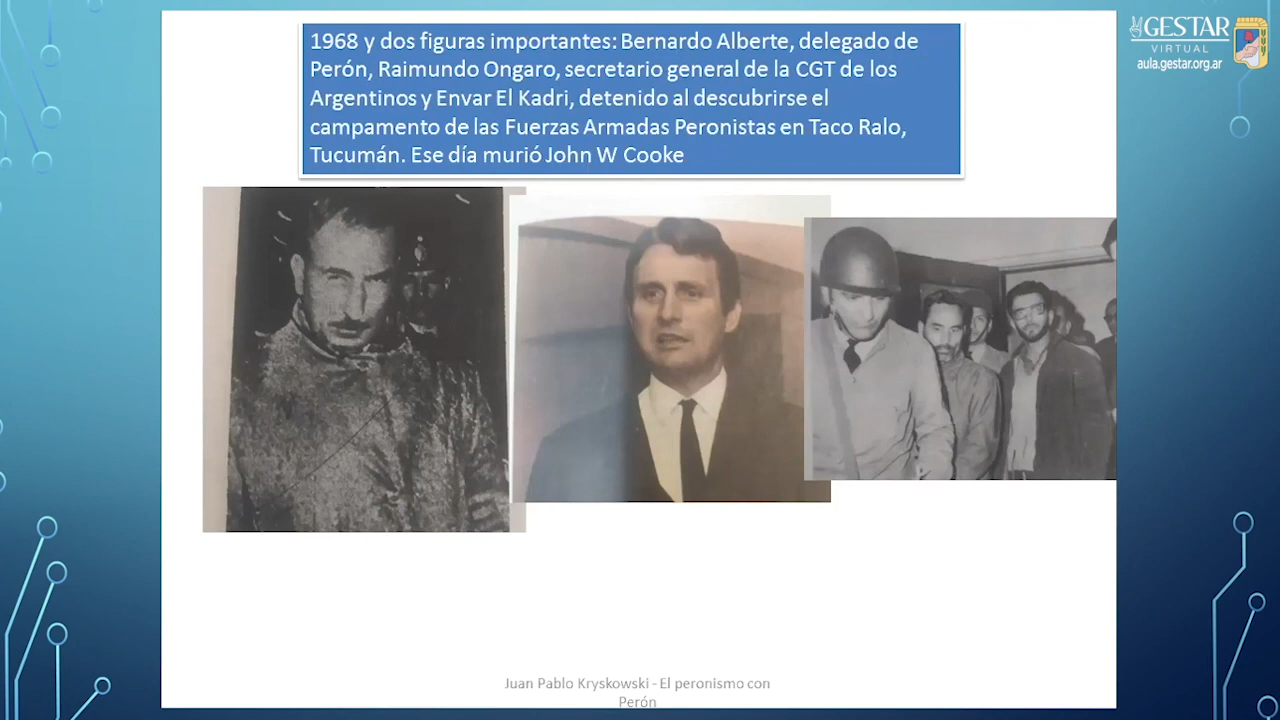 1968 y dos figuras importantes: Bernardo Alberte, delegado de
Perón, Raimundo Ongaro, secretario general de la CGT de los
Argentinos y Envar El Kadri, detenido al descubrirse el
campamento de las Fuerzas Armadas Peronistas en Taco Ralo,
Tucumán. Ese día murió John W Cooke
GESTAR
VIRTUAL
aula.gestar.org.ar
Juan Pablo Kryskowski - El peronismo con
Perón